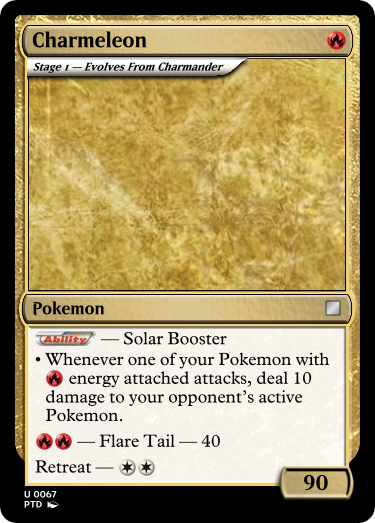 Charmeleon
Stage 1 — Evolves From Charmander
Pokemon
Ability — Solar Booster
• Whenever one of your Pokemon with
energy attached attacks, deal 10
damage to your opponent's active
Pokemon.
— Flare Tail — 40
Retreat —
90
U 0067
PTD